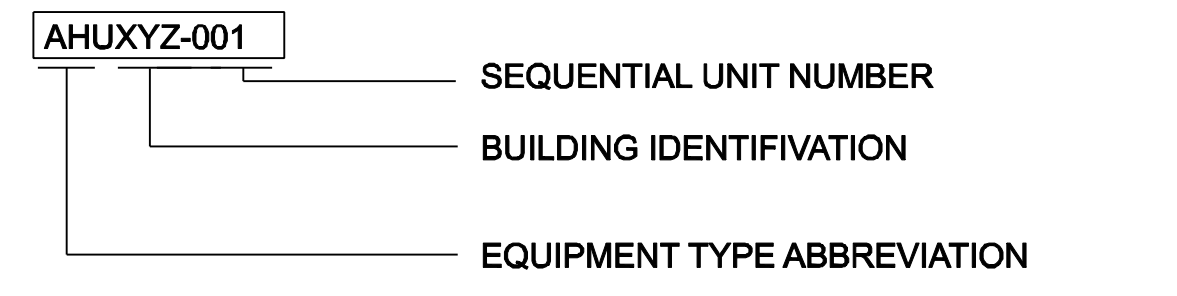 AHUXYZ-001
SEQUENTIAL UNIT NUMBER
BUILDING IDENTIFIVATION
EQUIPMENT TYPE ABBREVIATION